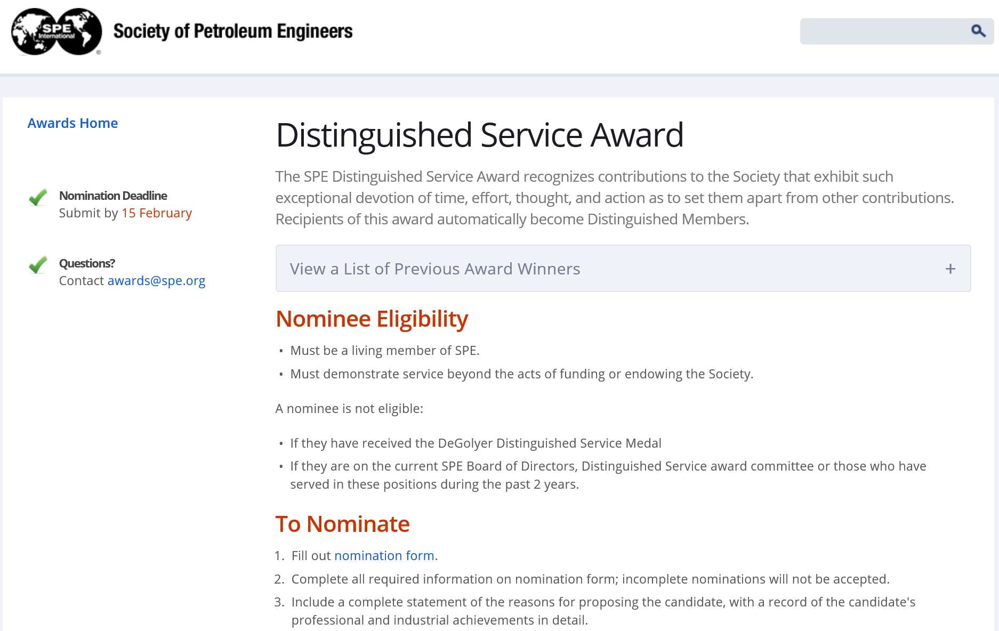 SPE
International
©
Society of Petroleum Engineers
Awards Home
Nomination Deadline
Submit by 15 February
Questions?
Contact awards@spe.org
Distinguished Service Award
The SPE Distinguished Service Award recognizes contributions to the Society that exhibit such
exceptional devotion of time, effort, thought, and action as to set them apart from other contributions.
Recipients of this award automatically become Distinguished Members.
View a List of Previous Award Winners +
Nominee Eligibility
• Must be a living member of SPE.
• Must demonstrate service beyond the acts of funding or endowing the Society.
A nominee is not eligible:
• If they have received the DeGolyer Distinguished Service Medal
• If they are on the current SPE Board of Directors, Distinguished Service award committee or those who have
served in these positions during the past 2 years.
To Nominate
1. Fill out nomination form.
2. Complete all required information on nomination form; incomplete nominations will not be accepted.
3. Include a complete statement of the reasons for proposing the candidate, with a record of the candidate's
professional and industrial achievements in detail.